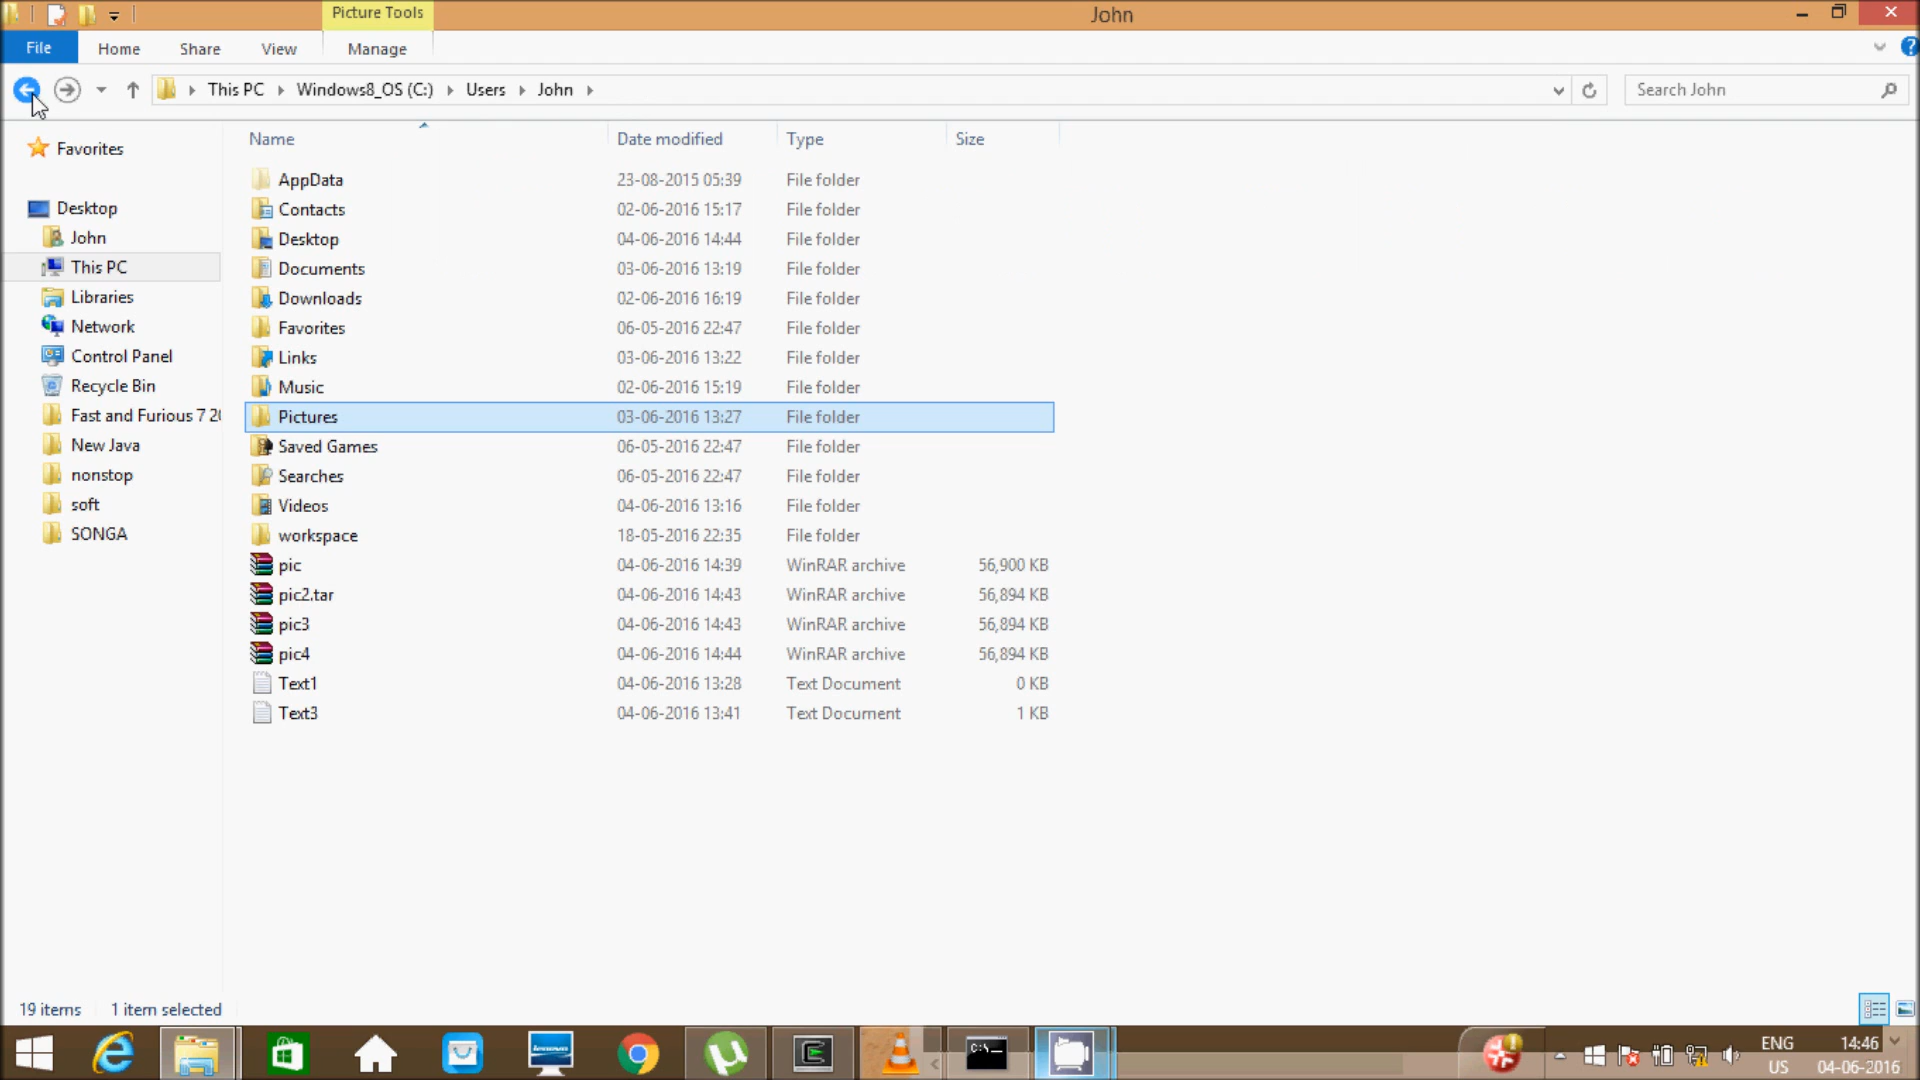 Picture Tools
John
File Home Share View Manage
This PC Windows8_OS (C:) Users John
Search John
Name Date modified Type Size
Favorites
Desktop
John
This PC
Libraries
Network
Control Panel
Recycle Bin
Fast and Furious 7 20
New Java
nonstop
soft
SONGA
AppData 23-08-2015 05:39 File folder
Contacts 02-06-2016 15:17 File folder
Desktop 04-06-2016 14:44 File folder
Documents 03-06-2016 13:19 File folder
Downloads 02-06-2016 16:19 File folder
Favorites 06-05-2016 22:47 File folder
Links 03-06-2016 13:22 File folder
Music 02-06-2016 15:19 File folder
Pictures 03-06-2016 13:27 File folder
Saved Games 06-05-2016 22:47 File folder
Searches 06-05-2016 22:47 File folder
Videos 04-06-2016 13:16 File folder
workspace 18-05-2016 22:35 File folder
pic 04-06-2016 14:39 WinRAR archive 56,900 KB
pic2.tar 04-06-2016 14:43 WinRAR archive 56,894 KB
pic3 04-06-2016 14:43 WinRAR archive 56,894 KB
pic4 04-06-2016 14:44 WinRAR archive 56,894 KB
Text1 04-06-2016 13:28 Text Document 0 KB
Text3 04-06-2016 13:41 Text Document 1 KB
19 items 1 item selected
ENG 14:46
US 04-06-2016